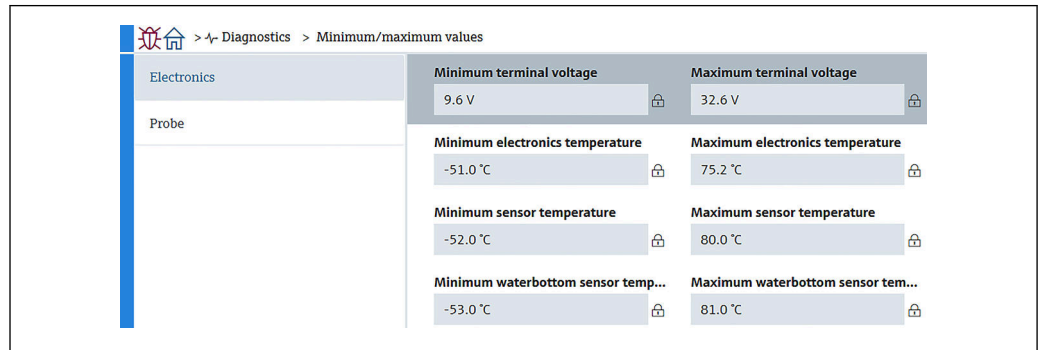 > Diagnostics > Minimum/maximum values
Electronics
Probe
Minimum terminal voltage Maximum terminal voltage
9.6 V 32.6 V
Minimum electronics temperature Maximum electronics temperature
-51.0 °C 75.2 °C
Minimum sensor temperature Maximum sensor temperature
-52.0 °C 80.0 °C
Minimum waterbottom sensor temp... Maximum waterbottom sensor tem...
-53.0 °C 81.0 °C